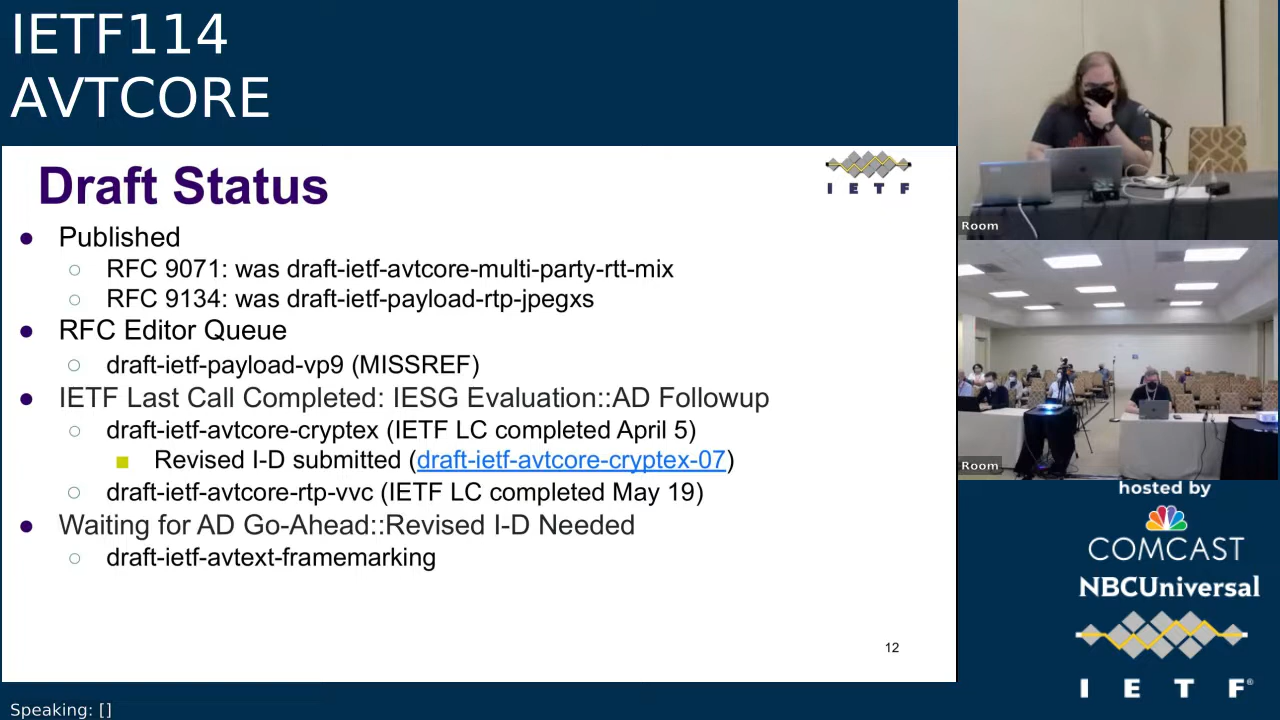 IETF114
AVTCORE
Draft Status
I E T F
● Published
○ RFC 9071: was draft-ietf-avtcore-multi-party-rtt-mix
○ RFC 9134: was draft-ietf-payload-rtp-jpegxs
● RFC Editor Queue
○ draft-ietf-payload-vp9 (MISSREF)
● IETF Last Call Completed: IESG Evaluation::AD Followup
○ draft-ietf-avtcore-cryptex (IETF LC completed April 5)
■ Revised I-D submitted (draft-ietf-avtcore-cryptex-07)
○ draft-ietf-avtcore-rtp-vvc (IETF LC completed May 19)
● Waiting for AD Go-Ahead::Revised I-D Needed
○ draft-ietf-avtext-framemarking
12
Room
Room
hosted by
COMCAST
NBCUniversal
I E T F®
Speaking: []